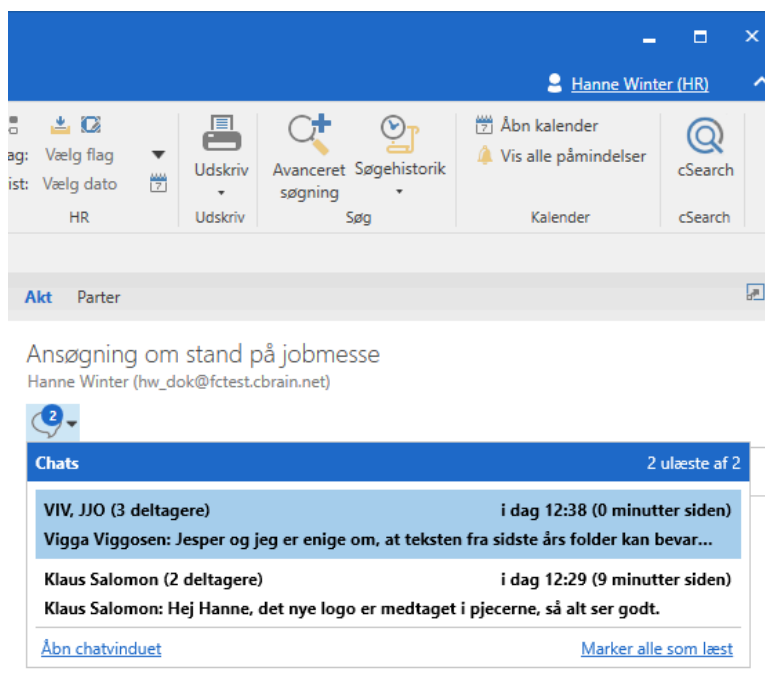 Hanne Winter (HR)
ag: Vælg flag
ist: Vælg dato
7
HR
Udskriv
Udskriv
Avanceret søgning
Søgehistorik
Søg
7 Åbn kalender
Vis alle påmindelser
Kalender
cSearch
cSearch
Akt Parter
Ansøgning om stand på jobmesse
Hanne Winter (hw_dok@fctest.cbrain.net)
2
Chats 2 ulæste af 2
VIV, JJO (3 deltagere) i dag 12:38 (0 minutter siden)
Vigga Viggosen: Jesper og jeg er enige om, at teksten fra sidste års folder kan bevar...
Klaus Salomon (2 deltagere) i dag 12:29 (9 minutter siden)
Klaus Salomon: Hej Hanne, det nye logo er medtaget i pjecerne, så alt ser godt.
Åbn chatvinduet Marker alle som læst